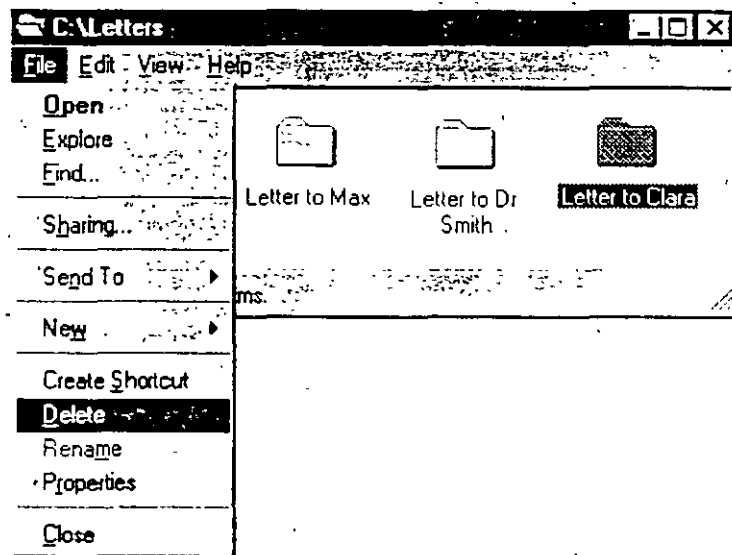 C:\Letters
File Edit View Help
Open
Explore
Find...
Sharing...
Send To
New
Create Shortcut
Delete
Rename
Properties
Close
Letter to Max
Letter to Dr
Smith
Letter to Clara